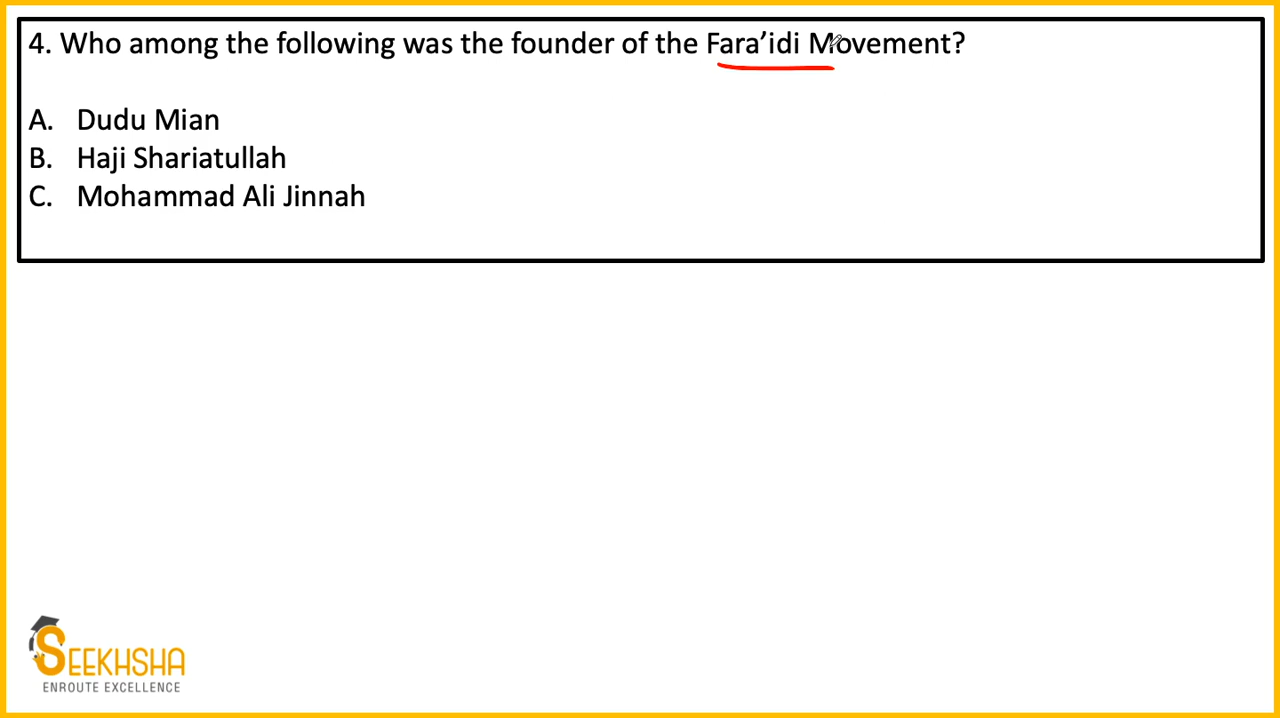 4. Who among the following was the founder of the Fara’idi Movement?
A. Dudu Mian
B. Haji Shariatullah
C. Mohammad Ali Jinnah
SEEKHSHA
ENROUTE EXCELLENCE